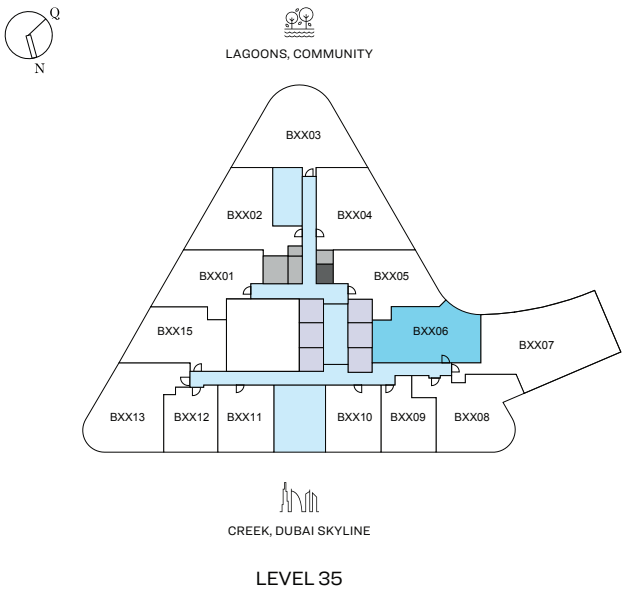 Q
N
LAGOONS, COMMUNITY
BXX03
BXX02 BXX04
BXX01 BXX05
BXX15 BXX06 BXX07
BXX13 BXX12 BXX11 BXX10 BXX09 BXX08
CREEK, DUBAI SKYLINE
LEVEL 35